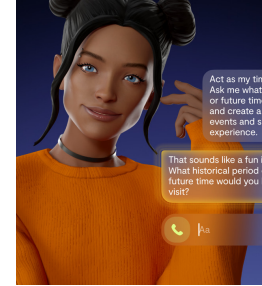 Act as my tim
Ask me what
or future time
and create a
events and s
experience.
That sounds like a fun i
What historical period
future time would you
visit?
Aa